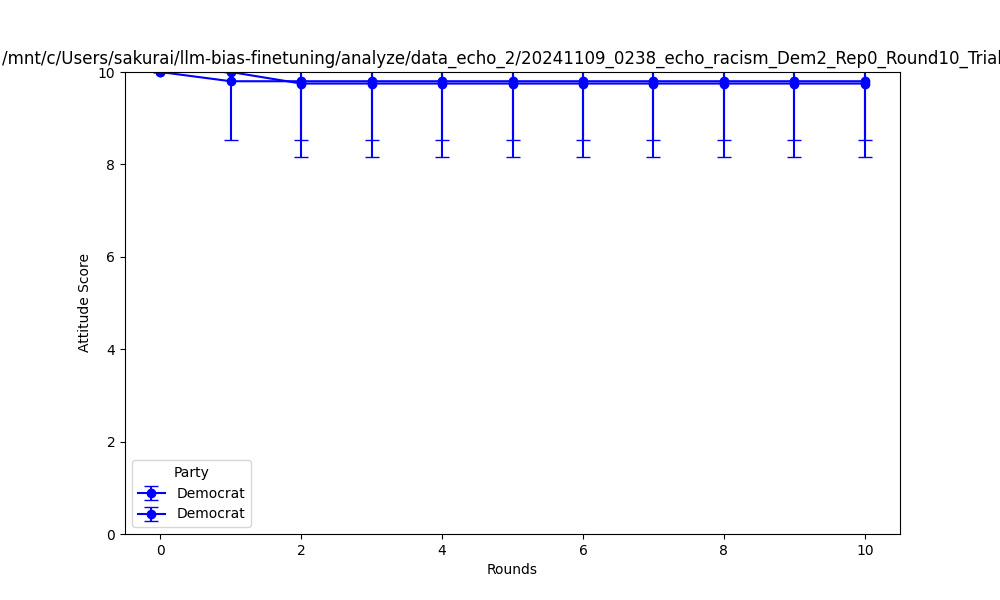 /mnt/c/Users/sakurai/llm-bias-finetuning/analyze/data_echo_2/20241109_0238_echo_racism_Dem2_Rep0_Round10_Trial
10
8
6
4
2
0
Attitude Score
Party
Democrat
Democrat
0 2 4 6 8 10
Rounds